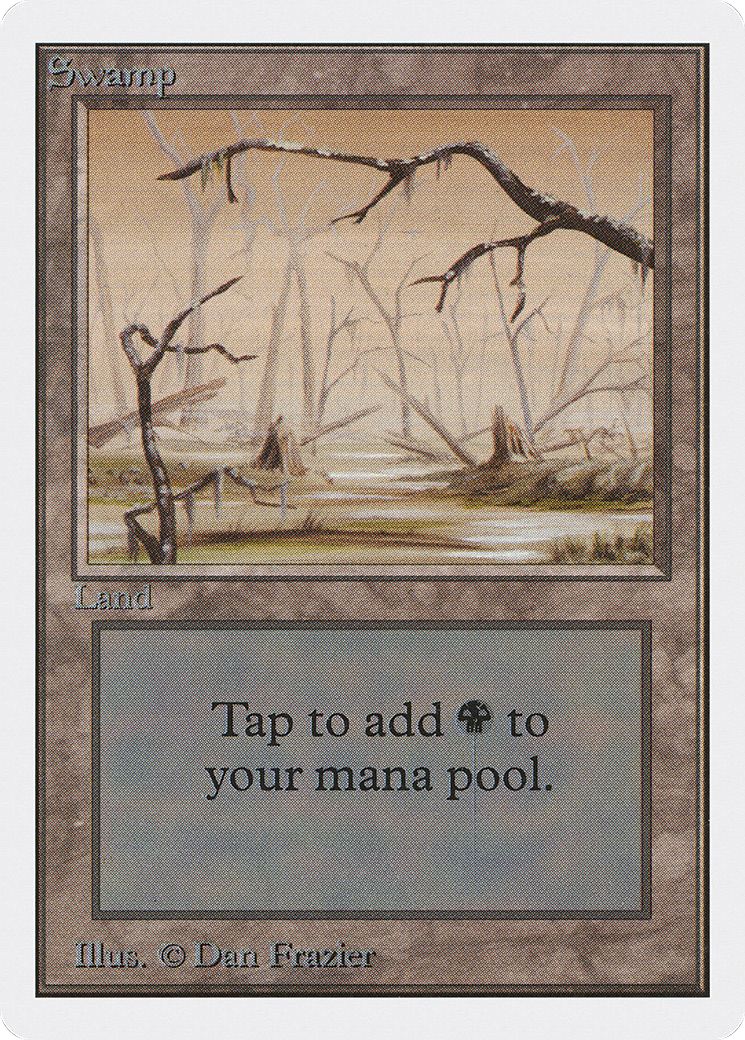 Swamp
Land
Tap to add to
your mana pool.
Illus. © Dan Frazier